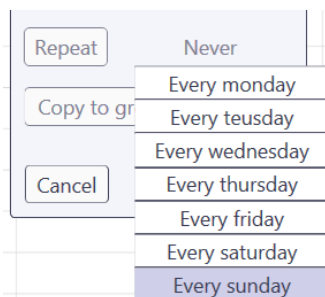 Repeat Never
Every monday
Copy to gr
Every teusday
Every wednesday
Cancel
Every thursday
Every friday
Every saturday
Every sunday